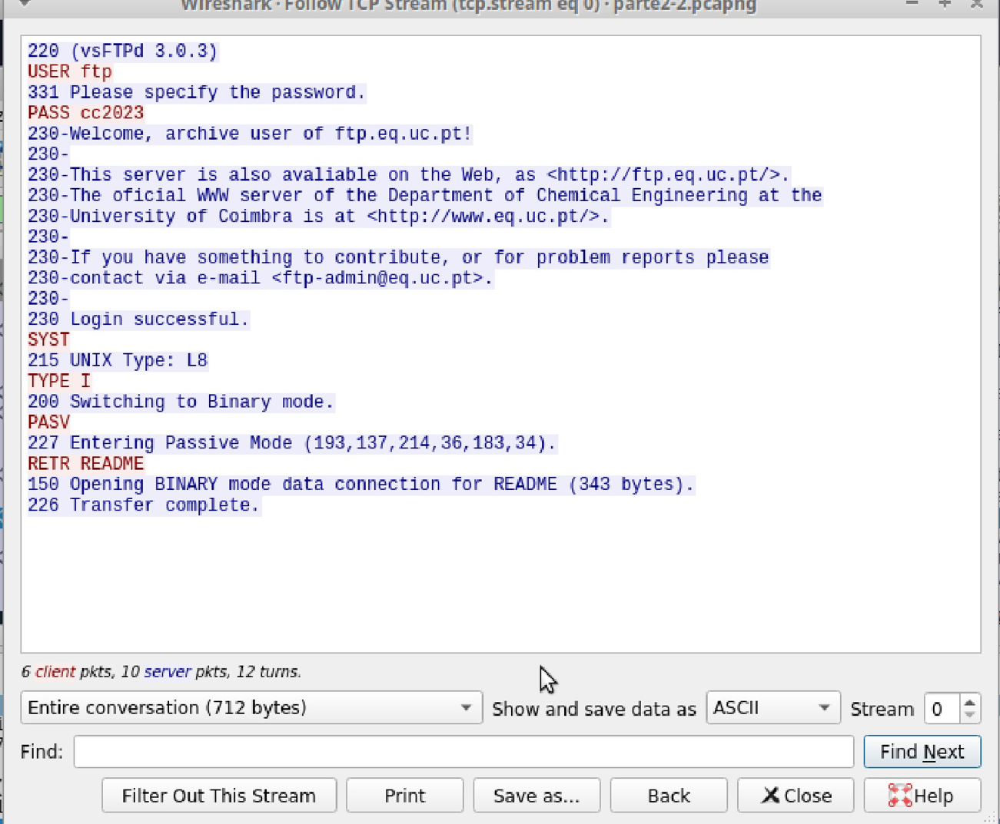 Wireshark · Follow TCP Stream (tcp.stream eq 0) · parte2-2.pcapng
220 (vsFTPd 3.0.3)
USER ftp
331 Please specify the password.
PASS cc2023
230-Welcome, archive user of ftp.eq.uc.pt!
230-
230-This server is also avaliable on the Web, as <http://ftp.eq.uc.pt/>.
230-The oficial WWW server of the Department of Chemical Engineering at the
230-University of Coimbra is at <http://www.eq.uc.pt/>.
230-
230-If you have something to contribute, or for problem reports please
230-contact via e-mail <ftp-admin@eq.uc.pt>.
230-
230 Login successful.
SYST
215 UNIX Type: L8
TYPE I
200 Switching to Binary mode.
PASV
227 Entering Passive Mode (193,137,214,36,183,34).
RETR README
150 Opening BINARY mode data connection for README (343 bytes).
226 Transfer complete.
6 client pkts, 10 server pkts, 12 turns.
Entire conversation (712 bytes) Show and save data as ASCII Stream 0
Find: Find Next
Filter Out This Stream Print Save as... Back Close Help